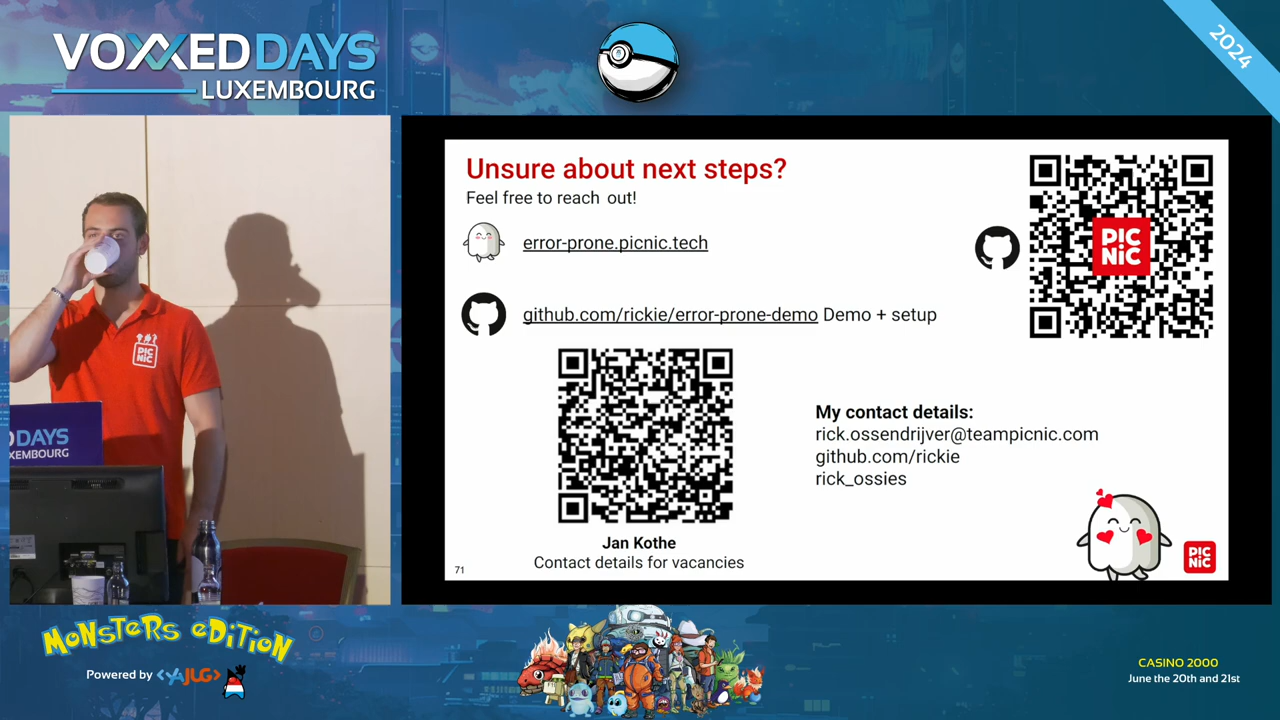 VOXXED DAYS
LUXEMBOURG
2024
Unsure about next steps?
Feel free to reach out!
error-prone.picnic.tech
github.com/rickie/error-prone-demo Demo + setup
PIC
NIC
My contact details:
rick.ossendrijver@teampicnic.com
github.com/rickie
rick_ossies
Jan Kothe
Contact details for vacancies
71
PIC
NIC
PIC
NIC
DAYS
XEMBOURG
MONSTERS EDITION
Powered by <YAJUG>
CASINO 2000
June the 20th and 21st